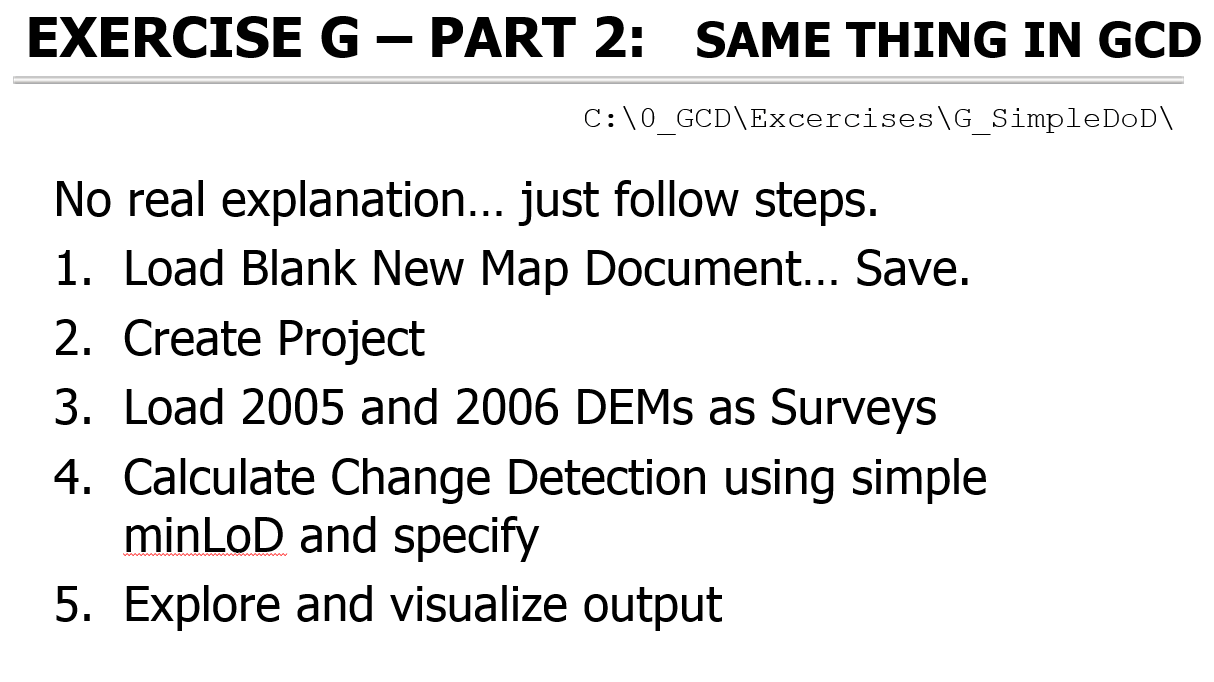 EXERCISE G – PART 2: SAME THING IN GCD
C:\0_GCD\Excercises\G_SimpleDoD\
No real explanation… just follow steps.
1. Load Blank New Map Document… Save.
2. Create Project
3. Load 2005 and 2006 DEMs as Surveys
4. Calculate Change Detection using simple
minLoD and specify
5. Explore and visualize output